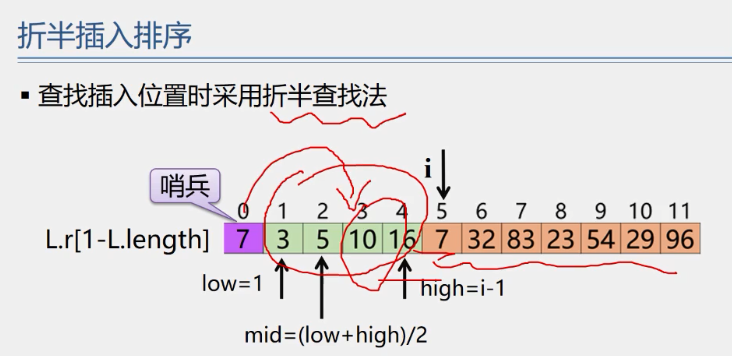 折半插入排序
▪ 查找插入位置时采用折半查找法
哨兵
i
0 1 2 3 4 5 6 7 8 9 10 11
L.r[1-L.length] 7 3 5 10 16 7 32 83 23 54 29 96
low=1 high=i-1
mid=(low+high)/2